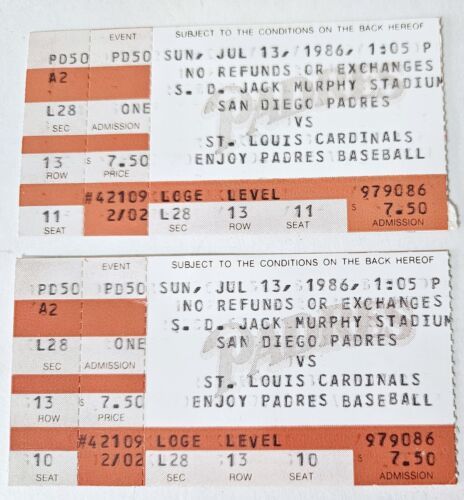 EVENT SUBJECT TO THE CONDITIONS ON THE BACK HEREOF
PD50 PD50 SUN, JUL 13, 1986, 1:05 P
A2 NO REFUNDS OR EXCHANGES
S. D. JACK MURPHY STADIUM
L28 ONE SAN DIEGO PADRES
SEC ADMISSION VS
ST. LOUIS CARDINALS
13 $ 7.50 ENJOY PADRES BASEBALL
ROW PRICE
#42109 LOGE LEVEL 979086
11 2/02 L28 13 11 $ 7.50
SEAT SEC ROW SEAT ADMISSION
EVENT SUBJECT TO THE CONDITIONS ON THE BACK HEREOF
PD50 PD50 SUN, JUL 13, 1986, 1:05 P
A2 NO REFUNDS OR EXCHANGES
S. D. JACK MURPHY STADIUM
L28 ONE SAN DIEGO PADRES
SEC ADMISSION VS
ST. LOUIS CARDINALS
13 $ 7.50 ENJOY PADRES BASEBALL
ROW PRICE
#42109 LOGE LEVEL 979086
10 2/02 L28 13 10 $ 7.50
SEAT SEC ROW SEAT ADMISSION